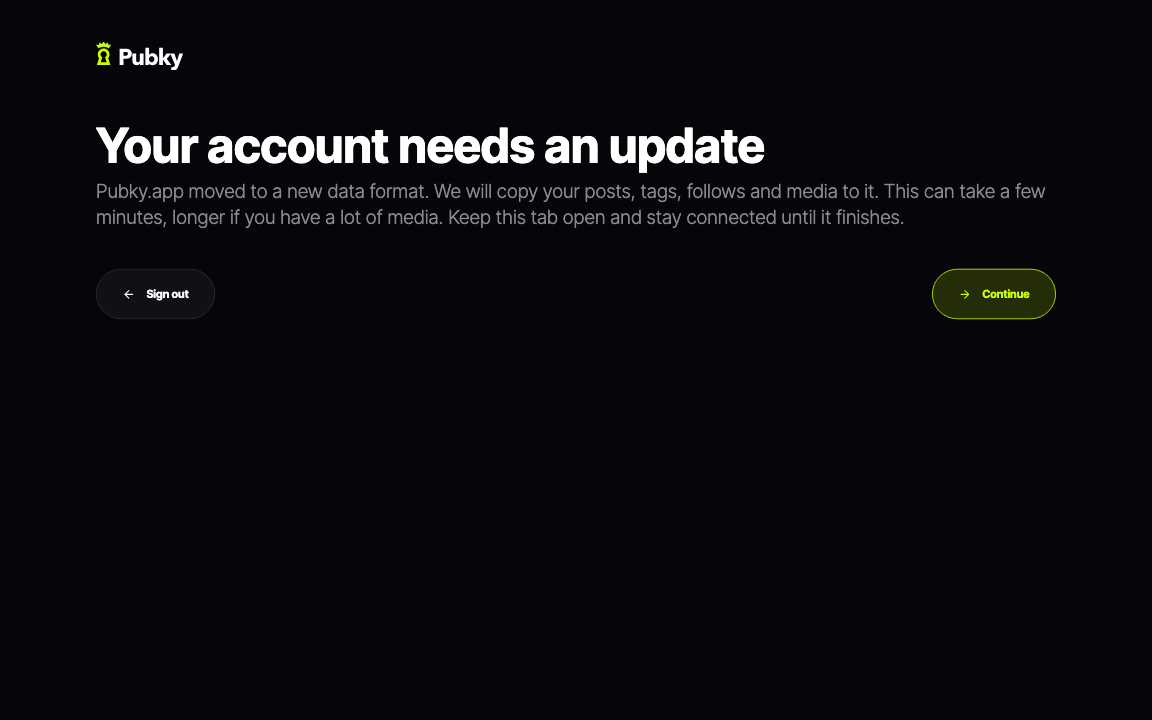 Pubky
Your account needs an update
Pubky.app moved to a new data format. We will copy your posts, tags, follows and media to it. This can take a few
minutes, longer if you have a lot of media. Keep this tab open and stay connected until it finishes.
Sign out
Continue